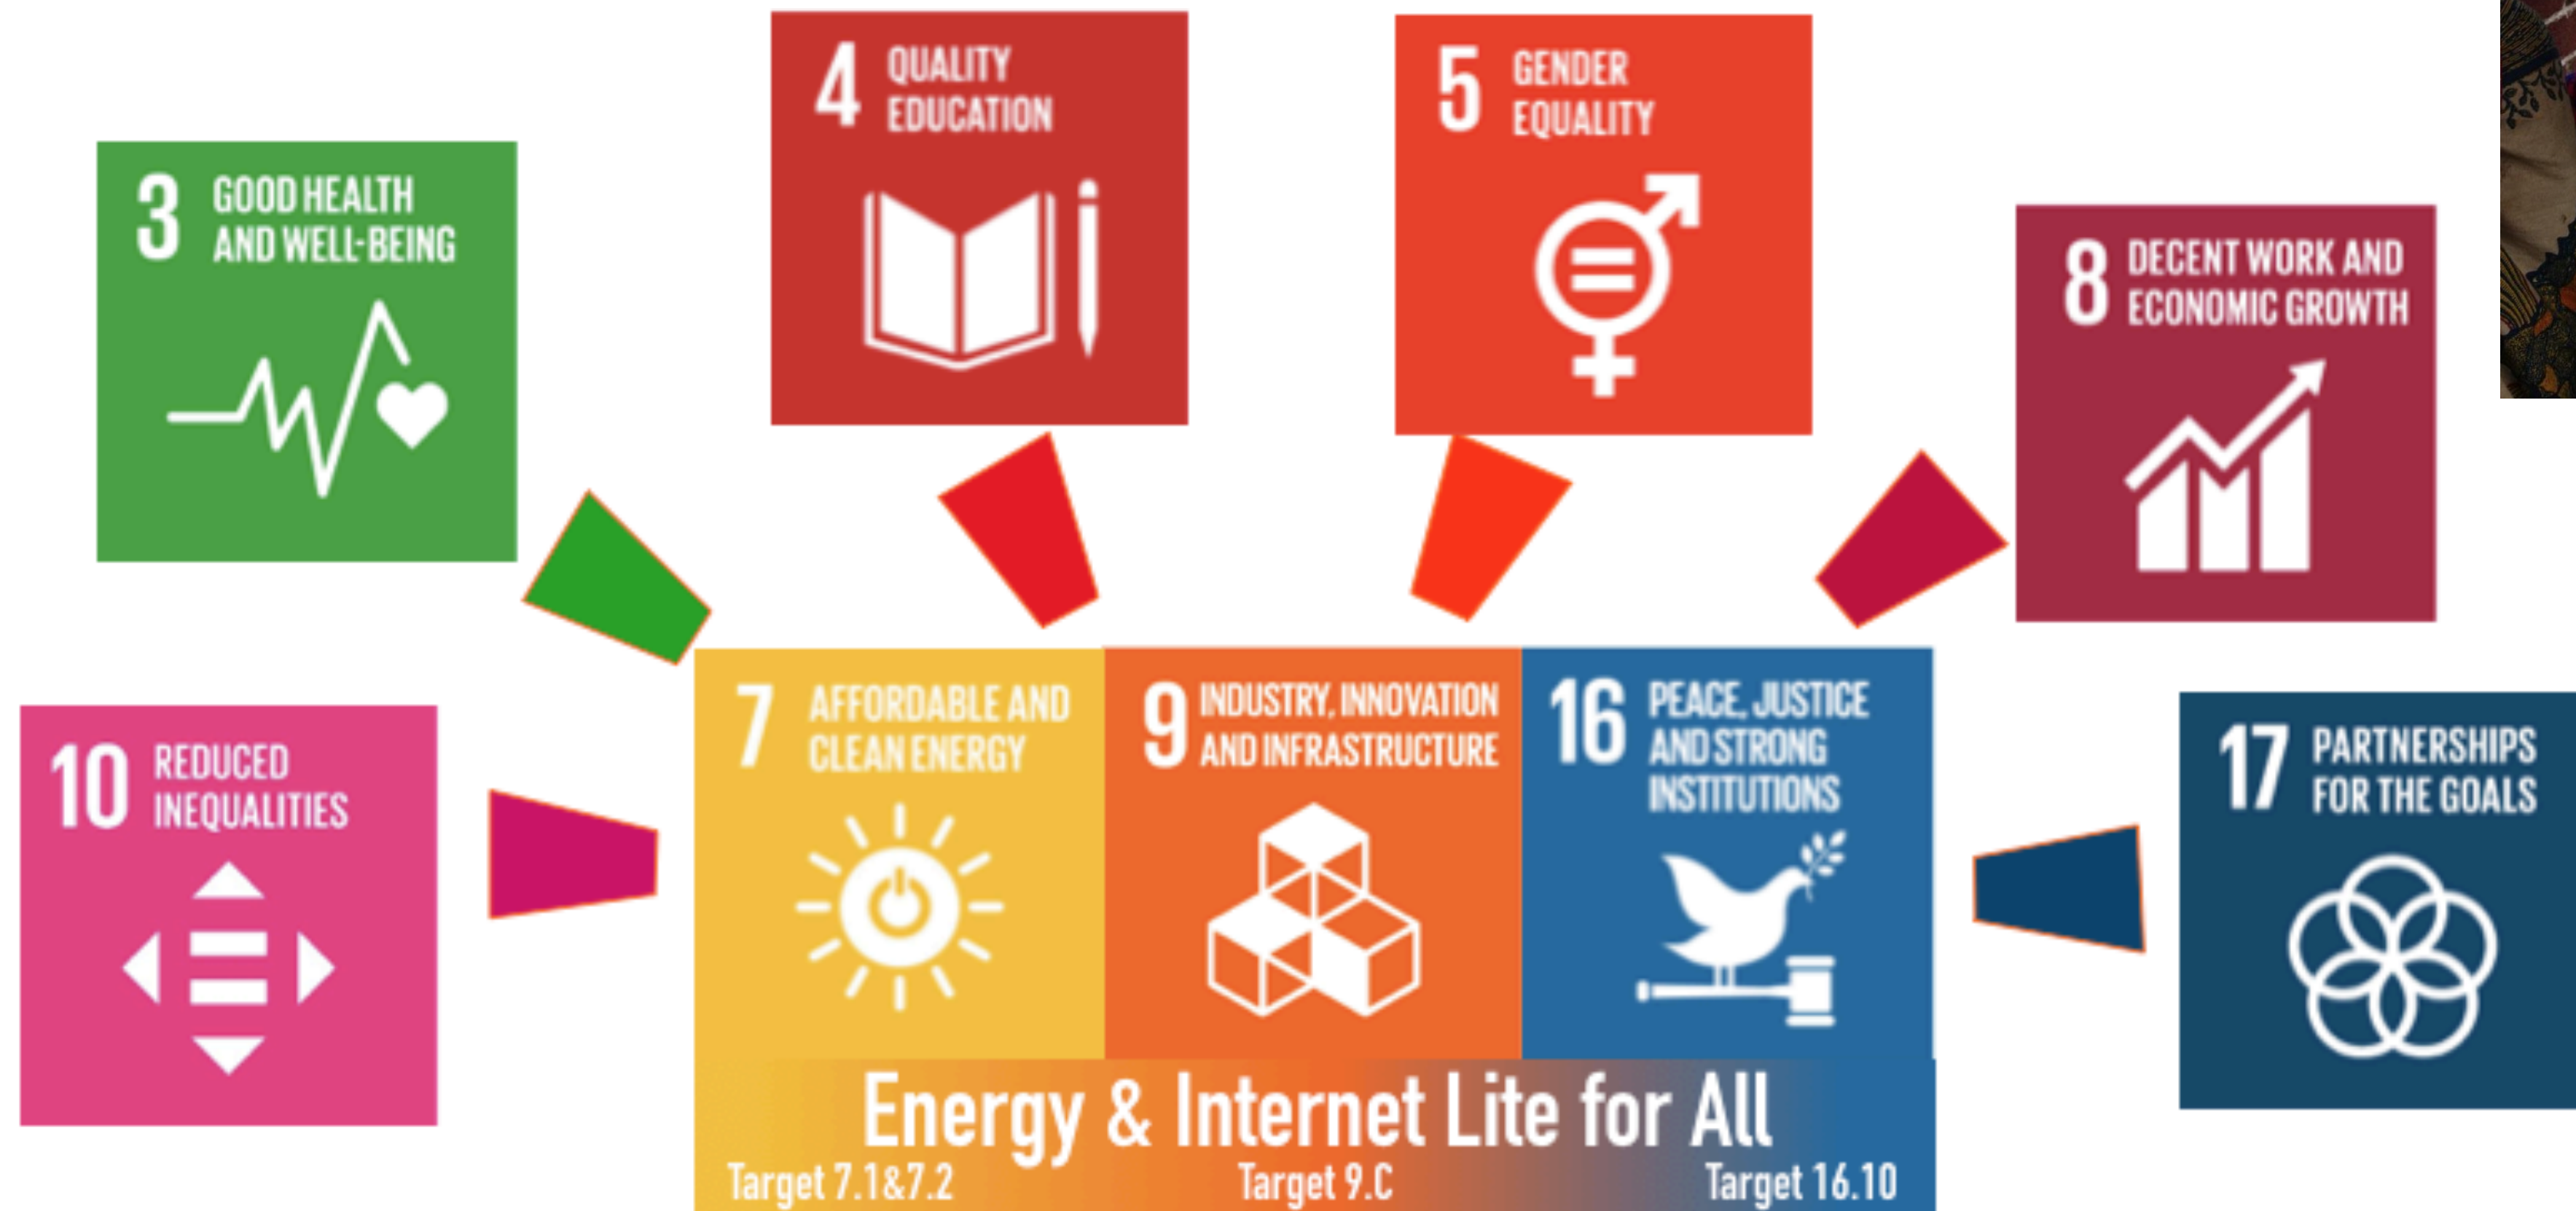 4 QUALITY
EDUCATION
5 GENDER
EQUALITY
3 GOOD HEALTH
AND WELL-BEING
8 DECENT WORK AND
ECONOMIC GROWTH
10 REDUCED
INEQUALITIES
7 AFFORDABLE AND
CLEAN ENERGY
9 INDUSTRY, INNOVATION
AND INFRASTRUCTURE
16 PEACE, JUSTICE
AND STRONG
INSTITUTIONS
17 PARTNERSHIPS
FOR THE GOALS
Energy & Internet Lite for All
Target 7.1&7.2
Target 9.C
Target 16.10